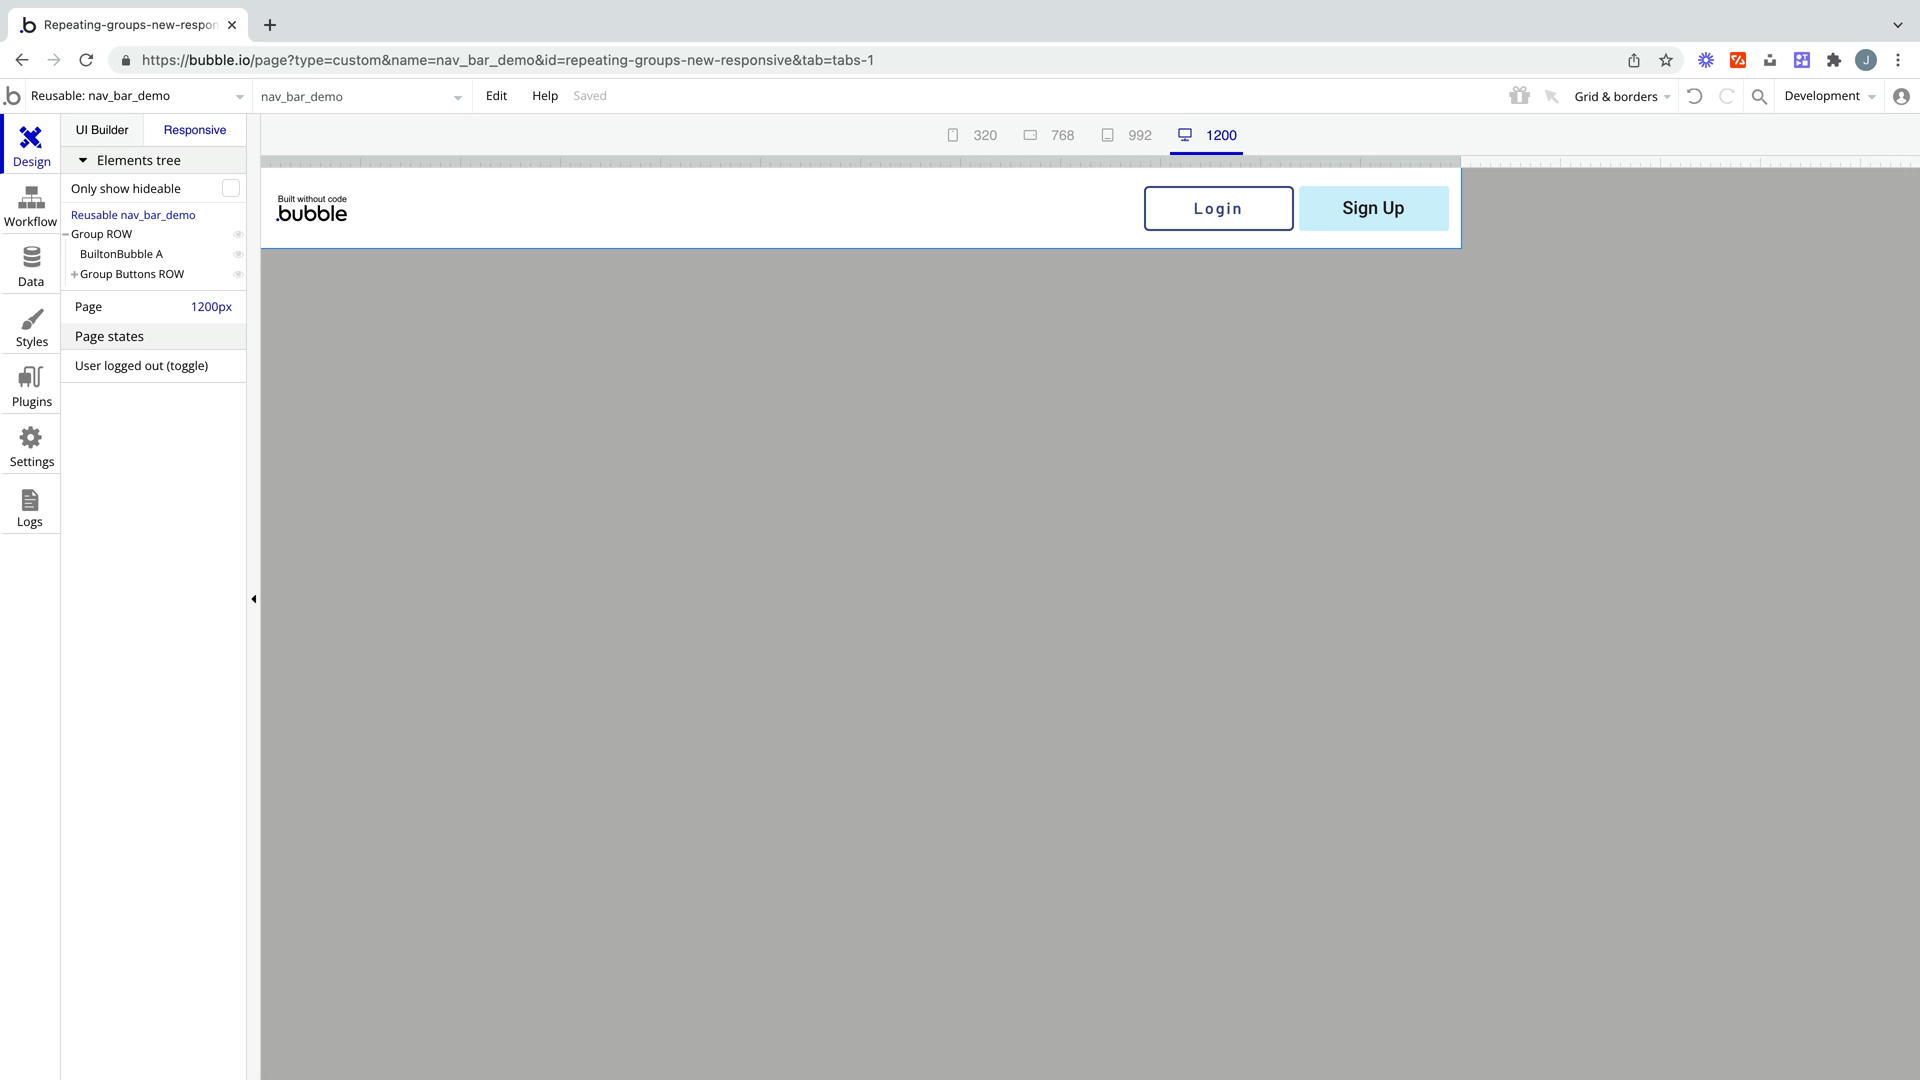 Repeating-groups-new-respon
https://bubble.io/page?type=custom&name=nav_bar_demo&id=repeating-groups-new-responsive&tab=tabs-1
J
b Reusable: nav_bar_demo nav_bar_demo Edit Help Saved Grid & borders Development
UI Builder Responsive
320 768 992 1200
Design
Elements tree
Only show hideable
Built without code
.bubble
Login Sign Up
Workflow
Reusable nav_bar_demo
Group ROW
BuiltonBubble A
Group Buttons ROW
Data
Page 1200px
Page states
Styles
User logged out (toggle)
Plugins
Settings
Logs